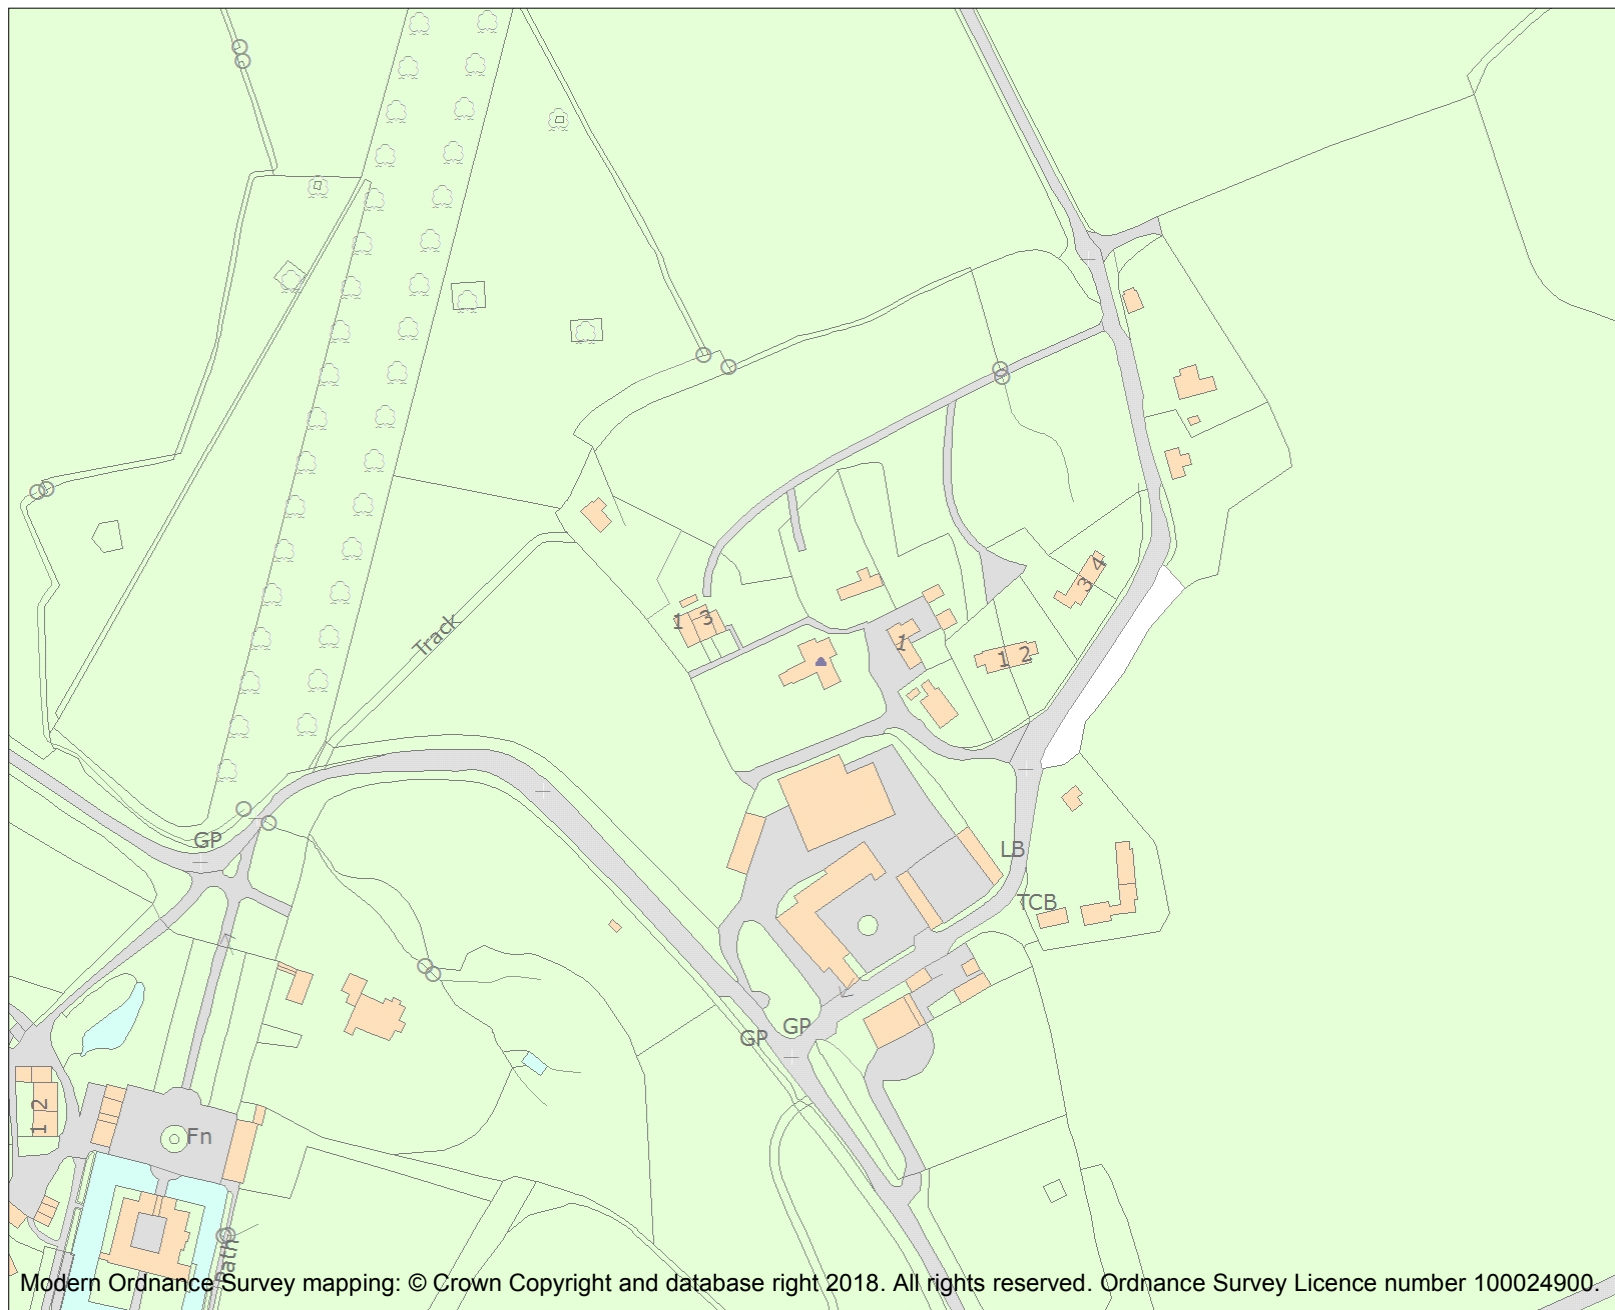 3 4
Track
1 3
1
1 2
GP
LB
TCB
GP
GP
1 2
Fn
Path
Modern Ordnance Survey mapping: © Crown Copyright and database right 2018. All rights reserved. Ordnance Survey Licence number 100024900.